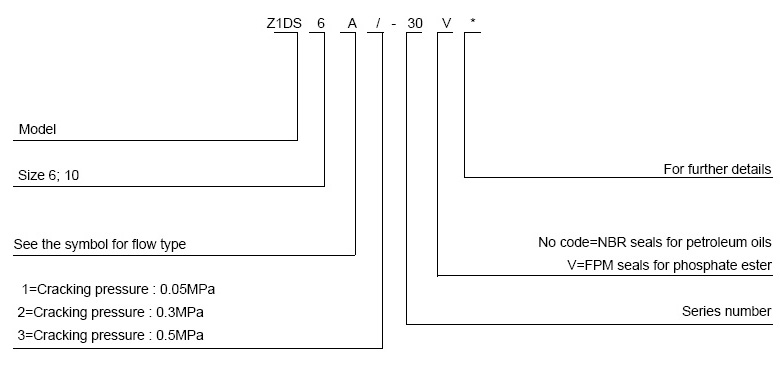 Z1DS 6 A / - 30 V *
Model
Size 6; 10
For further details
See the symbol for flow type
No code=NBR seals for petroleum oils
V=FPM seals for phosphate ester
1=Cracking pressure : 0.05MPa
2=Cracking pressure : 0.3MPa
3=Cracking pressure : 0.5MPa
Series number